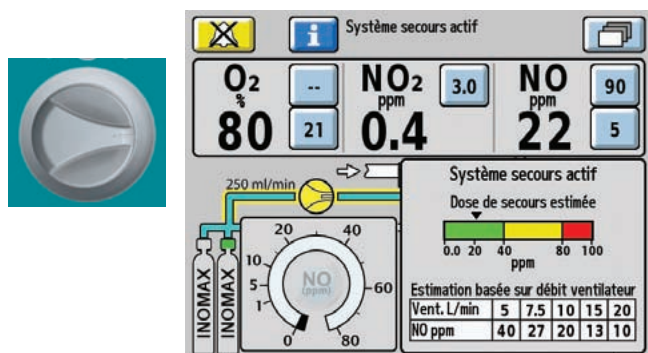 Système secours actif
O2 % -- NO2 ppm 3.0 NO ppm 90
80 21 0.4 22 5
250 ml/min
INOMAX
INOMAX
NO (ppm)
0 1 5 10 20 40 60 80
Système secours actif
Dose de secours estimée
0.0 20 40 80 100
ppm
Estimation basée sur débit ventilateur
Vent. L/min 5 7.5 10 15 20
NO ppm 40 27 20 13 10